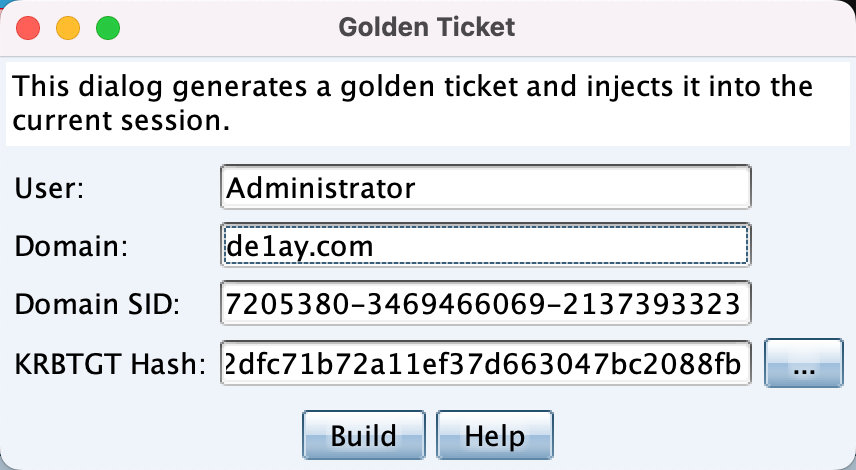 Golden Ticket
This dialog generates a golden ticket and injects it into the
current session.
User: Administrator
Domain: de1ay.com
Domain SID: 7205380-3469466069-2137393323
KRBTGT Hash: 2dfc71b72a11ef37d663047bc2088fb ...
Build Help